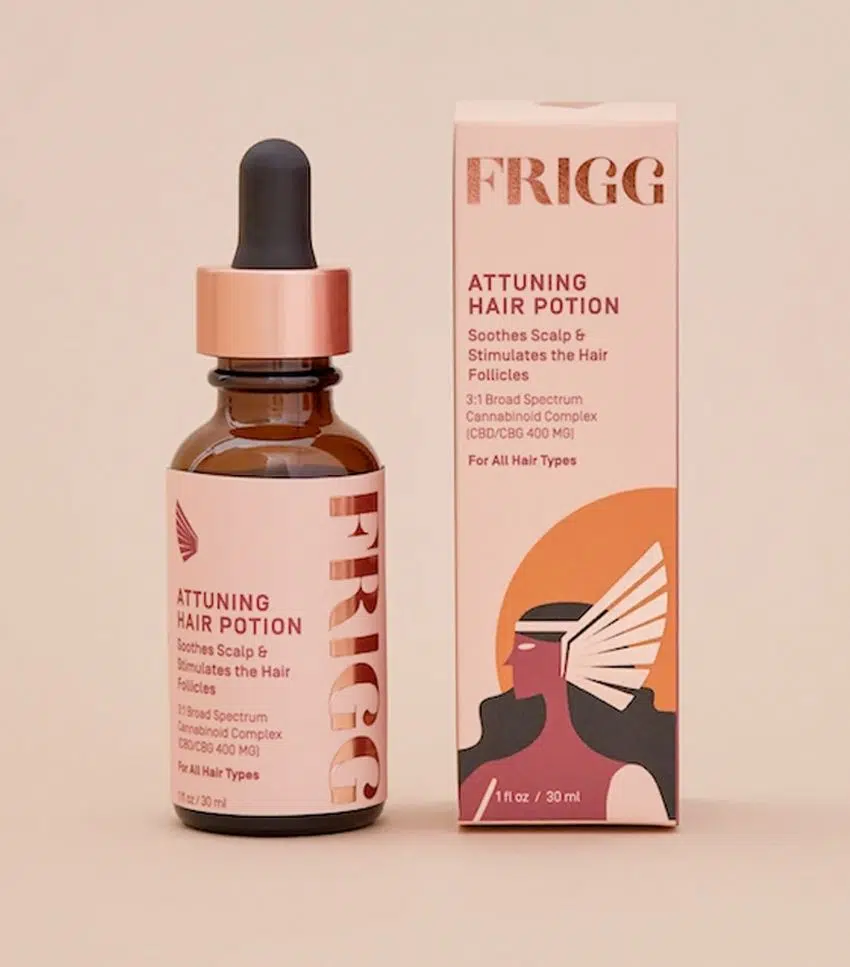 FRIGG
ATTUNING
HAIR POTION
Soothes Scalp &
Stimulates the Hair
Follicles
3:1 Broad Spectrum
Cannabinoid Complex
(CBD/CBG 400 MG)
For All Hair Types
1 fl oz / 30 ml
FRIGG
ATTUNING
HAIR POTION
Soothes Scalp &
Stimulates the Hair
Follicles
3:1 Broad Spectrum
Cannabinoid Complex
(CBD/CBG 400 MG)
For All Hair Types
1 fl oz / 30 ml